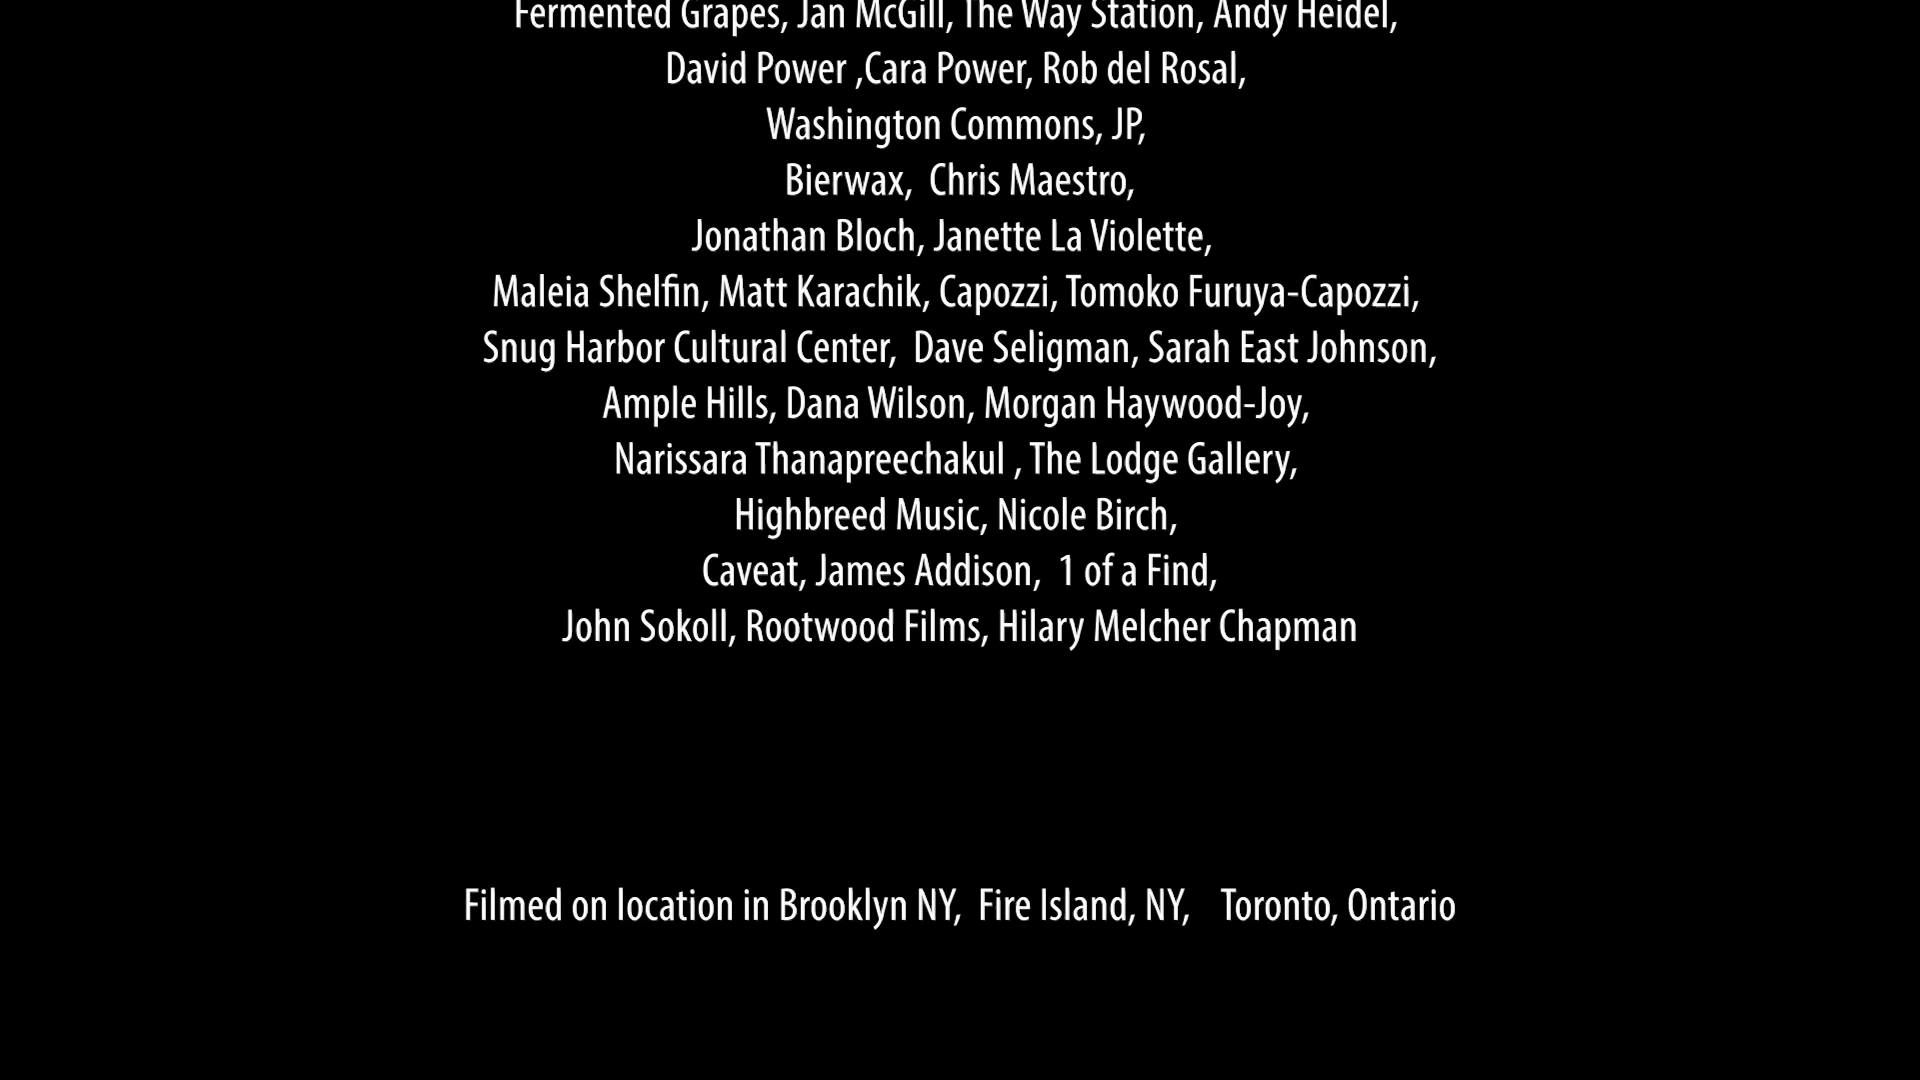 Fermented Grapes, Jan McGill, The Way Station, Andy Heidel,
David Power ,Cara Power, Rob del Rosal,
Washington Commons, JP,
Bierwax,  Chris Maestro,
Jonathan Bloch, Janette La Violette,
Maleia Shelfin, Matt Karachik, Capozzi, Tomoko Furuya-Capozzi,
Snug Harbor Cultural Center,  Dave Seligman, Sarah East Johnson,
Ample Hills, Dana Wilson, Morgan Haywood-Joy,
Narissara Thanapreechakul , The Lodge Gallery,
Highbreed Music, Nicole Birch,
Caveat, James Addison,  1 of a Find,
John Sokoll, Rootwood Films, Hilary Melcher Chapman
Filmed on location in Brooklyn NY,  Fire Island, NY,   Toronto, Ontario